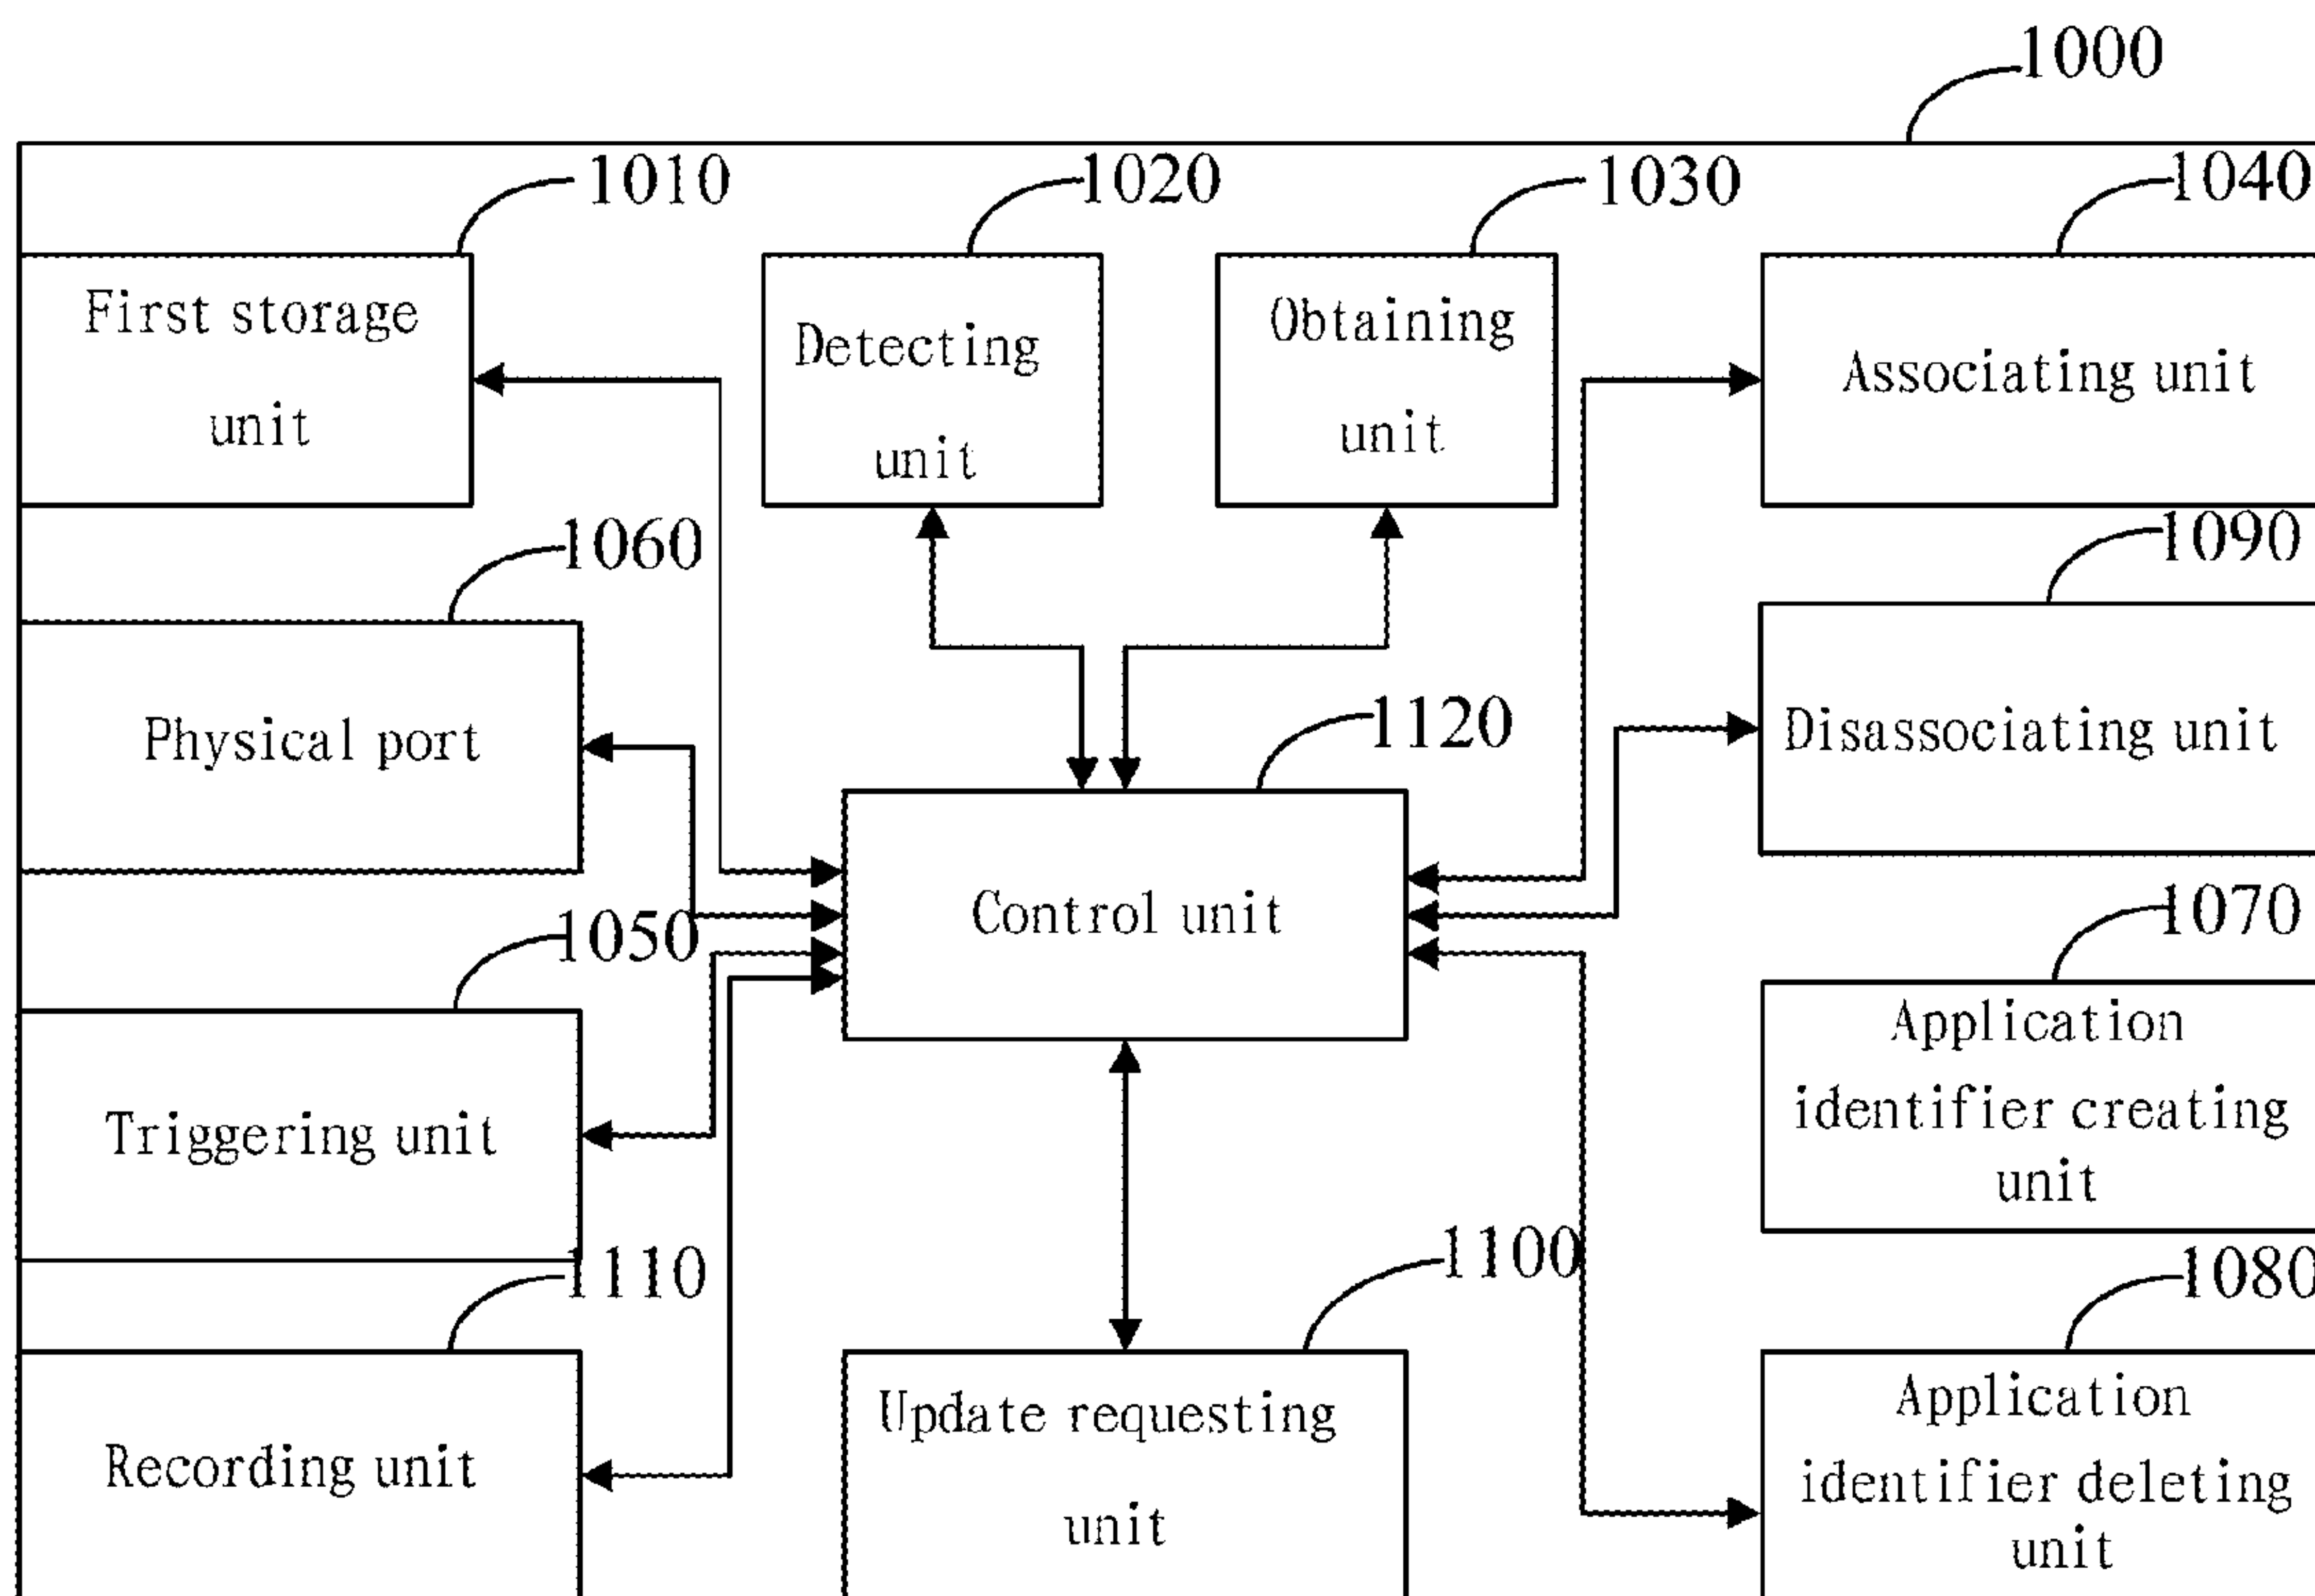 1000
1010
1020
1030
1040
First storage
unit
Detecting
unit
Obtaining
unit
Associating unit
1060
1090
Physical port
1120
Disassociating unit
Control unit
1050
1070
Triggering unit
Application
identifier creating
unit
1110
1100
1080
Recording unit
Update requesting
unit
Application
identifier deleting
unit